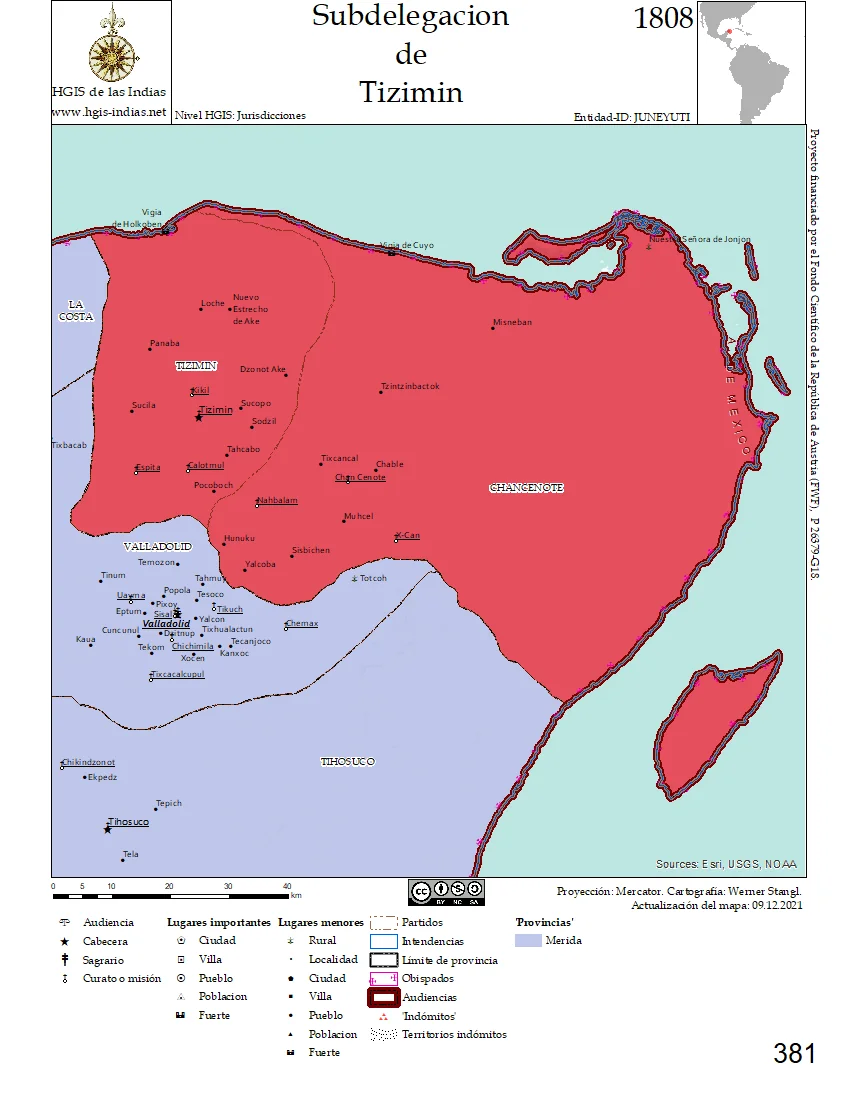 Subdelegacion
de
Tizimin
1808
HGIS de las Indias
www.hgis-indias.net
Nivel HGIS: Jurisdicciones
Entidad-ID: JUNEYUTI
Proyecto financiado por el Fondo Científico de la República de Austria (FWF), P 26379-G18.
Vigia
de Holkoben
Vigia de Cuyo
Nuestra Señora de Jonjon
LA
COSTA
Loche
Nuevo
Estrecho
de Ake
Misneban
Panaba
TIZIMIN
Dzonot Ake
Kikil
Tzintzinbactok
Sucila
Tizimin
Sucopo
Sodzil
A DE MEXICO
Tixbacab
Tahcabo
Espita
Calotmul
Tixcancal
Chable
Chan Cenote
Pocoboch
CHANCENOTE
Nahbalam
Muhcel
X-Can
Hunuku
VALLADOLID
Sisbichen
Temozon
Yalcoba
Tinum
Tahmuy
Totcoh
Uayma
Popola
Tesoco
Pixoy
Tikuch
Eptum
Sisal
Yalcon
Valladolid
Chemax
Cuncunul
Dzitnup
Tixhualactun
Kaua
Tekom
Chichimila
Tecanjoco
Xocen
Kanxoc
Tixcacalcupul
TIHOSUCO
Chikindzonot
Ekpedz
Tepich
Tihosuco
Tela
Sources: Esri, USGS, NOAA
0 5 10 20 30 40
km
CC BY NC SA
Proyección: Mercator. Cartografía: Werner Stangl.
Actualización del mapa: 09.12.2021
Audiencia
Cabecera
Sagrario
Curato o misión
Lugares importantes
Ciudad
Villa
Pueblo
Poblacion
Fuerte
Lugares menores
Rural
Localidad
Ciudad
Villa
Pueblo
Poblacion
Fuerte
Partidos
Intendencias
Límite de provincia
Obispados
Audiencias
'Indómitos'
Territorios indómitos
'Provincias'
Merida
381